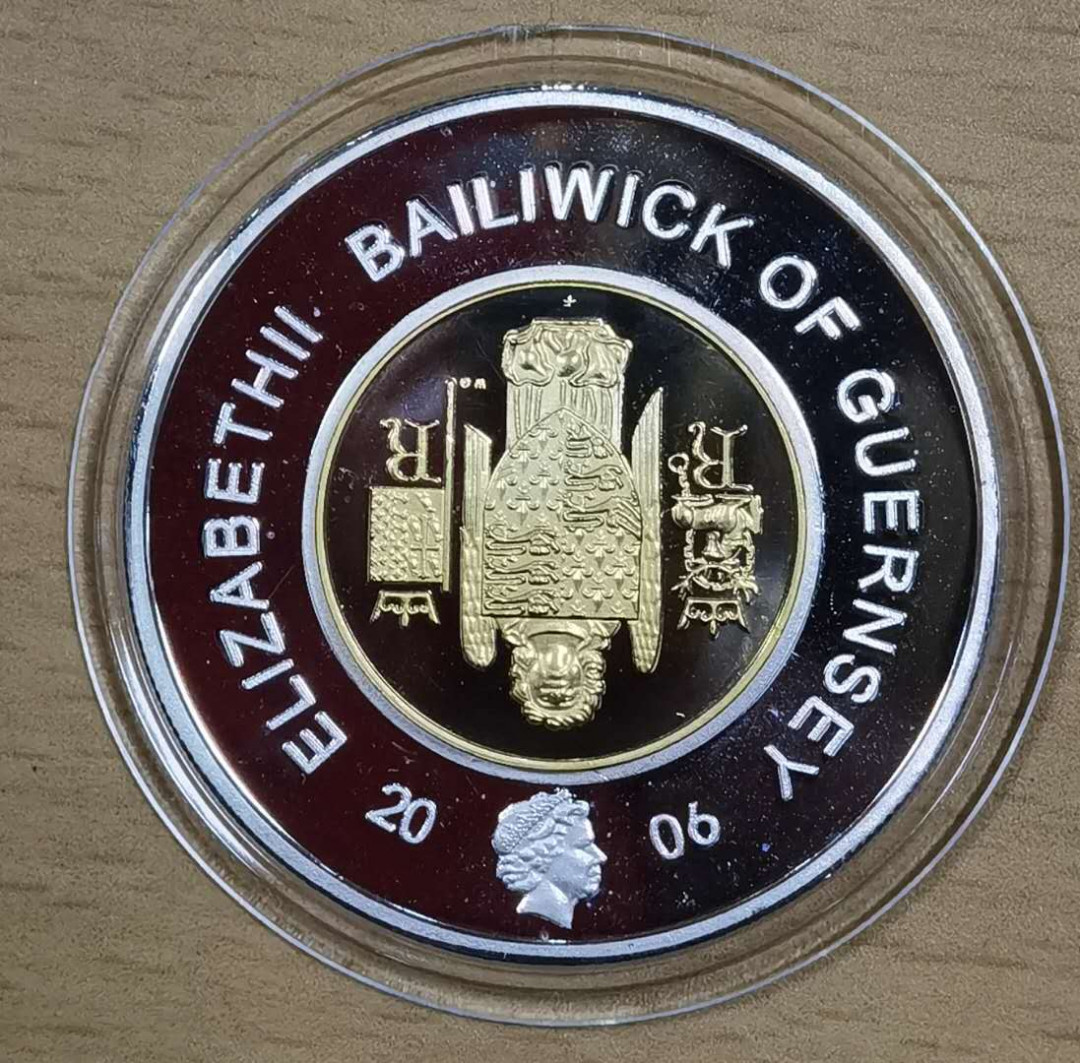 ELIZABETH II
BAILIWICK OF GUERNSEY
20 06
R R